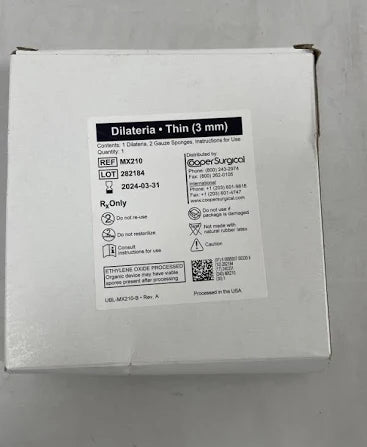 Dilateria • Thin (3 mm)
Contents: 1 Dilateria, 2 Gauze Sponges, Instructions for Use
Quantity: 1
REF MX210
LOT 282184
2024-03-31
Rx Only
Do not re-use
Do not resterilize
Consult
instructions for use
ETHYLENE OXIDE PROCESSED
Organic device may have viable
spores present after processing
UBL-MX210-B • Rev. A
Distributed by:
CooperSurgical
Phone: (800) 243-2974
Fax: (800) 262-0105
International
Phone: +1 (203) 601-9818
Fax: +1 (203) 601-4747
www.coopersurgical.com
Do not use if
package is damaged
Not made with
natural rubber latex
Caution
Processed in the USA